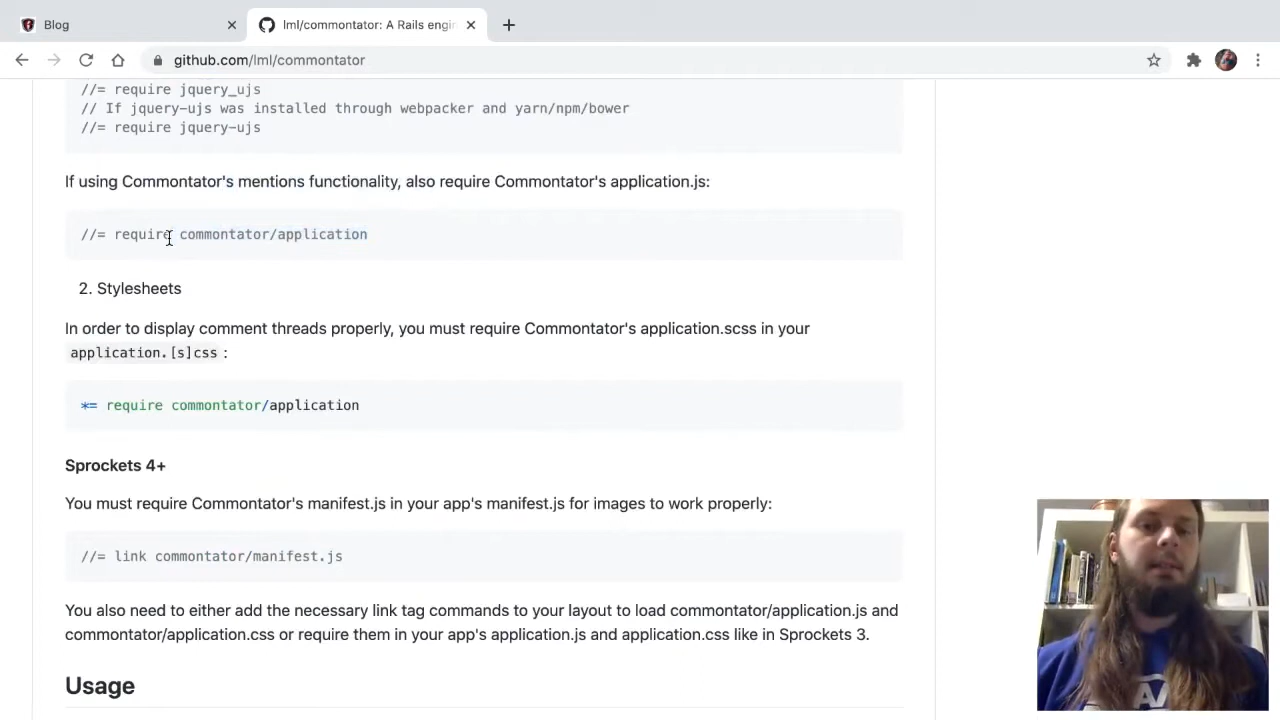 Blog
lml/commontator: A Rails engin
github.com/lml/commontator
//= require jquery_ujs
// If jquery-ujs was installed through webpacker and yarn/npm/bower
//= require jquery-ujs
If using Commontator's mentions functionality, also require Commontator's application.js:
//= require commontator/application
2. Stylesheets
In order to display comment threads properly, you must require Commontator's application.scss in your
application.[s]css :
*= require commontator/application
Sprockets 4+
You must require Commontator's manifest.js in your app's manifest.js for images to work properly:
//= link commontator/manifest.js
You also need to either add the necessary link tag commands to your layout to load commontator/application.js and
commontator/application.css or require them in your app's application.js and application.css like in Sprockets 3.
Usage